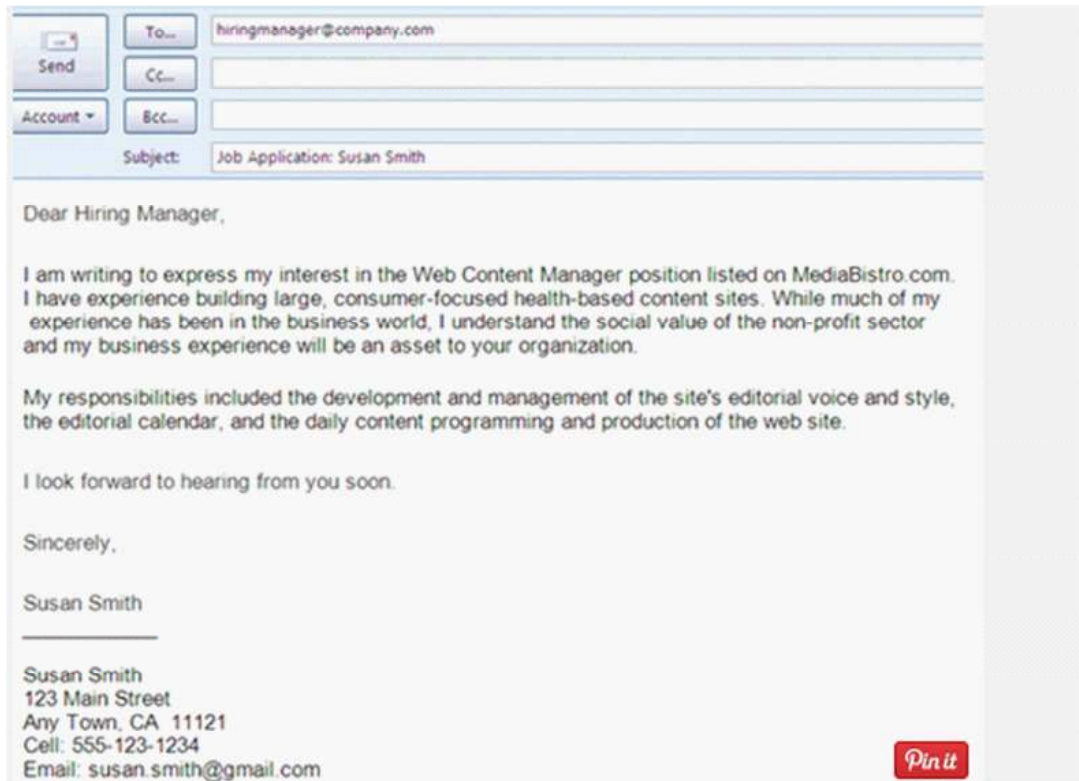 To...
hiringmanager@company.com
Send
Cc...
Account
Bcc...
Subject:
Job Application: Susan Smith
Dear Hiring Manager,
I am writing to express my interest in the Web Content Manager position listed on MediaBistro.com.
I have experience building large, consumer-focused health-based content sites. While much of my
experience has been in the business world, I understand the social value of the non-profit sector
and my business experience will be an asset to your organization.
My responsibilities included the development and management of the site's editorial voice and style,
the editorial calendar, and the daily content programming and production of the web site.
I look forward to hearing from you soon.
Sincerely,
Susan Smith
Susan Smith
123 Main Street
Any Town, CA 11121
Cell: 555-123-1234
Email: susan.smith@gmail.com
Pin it